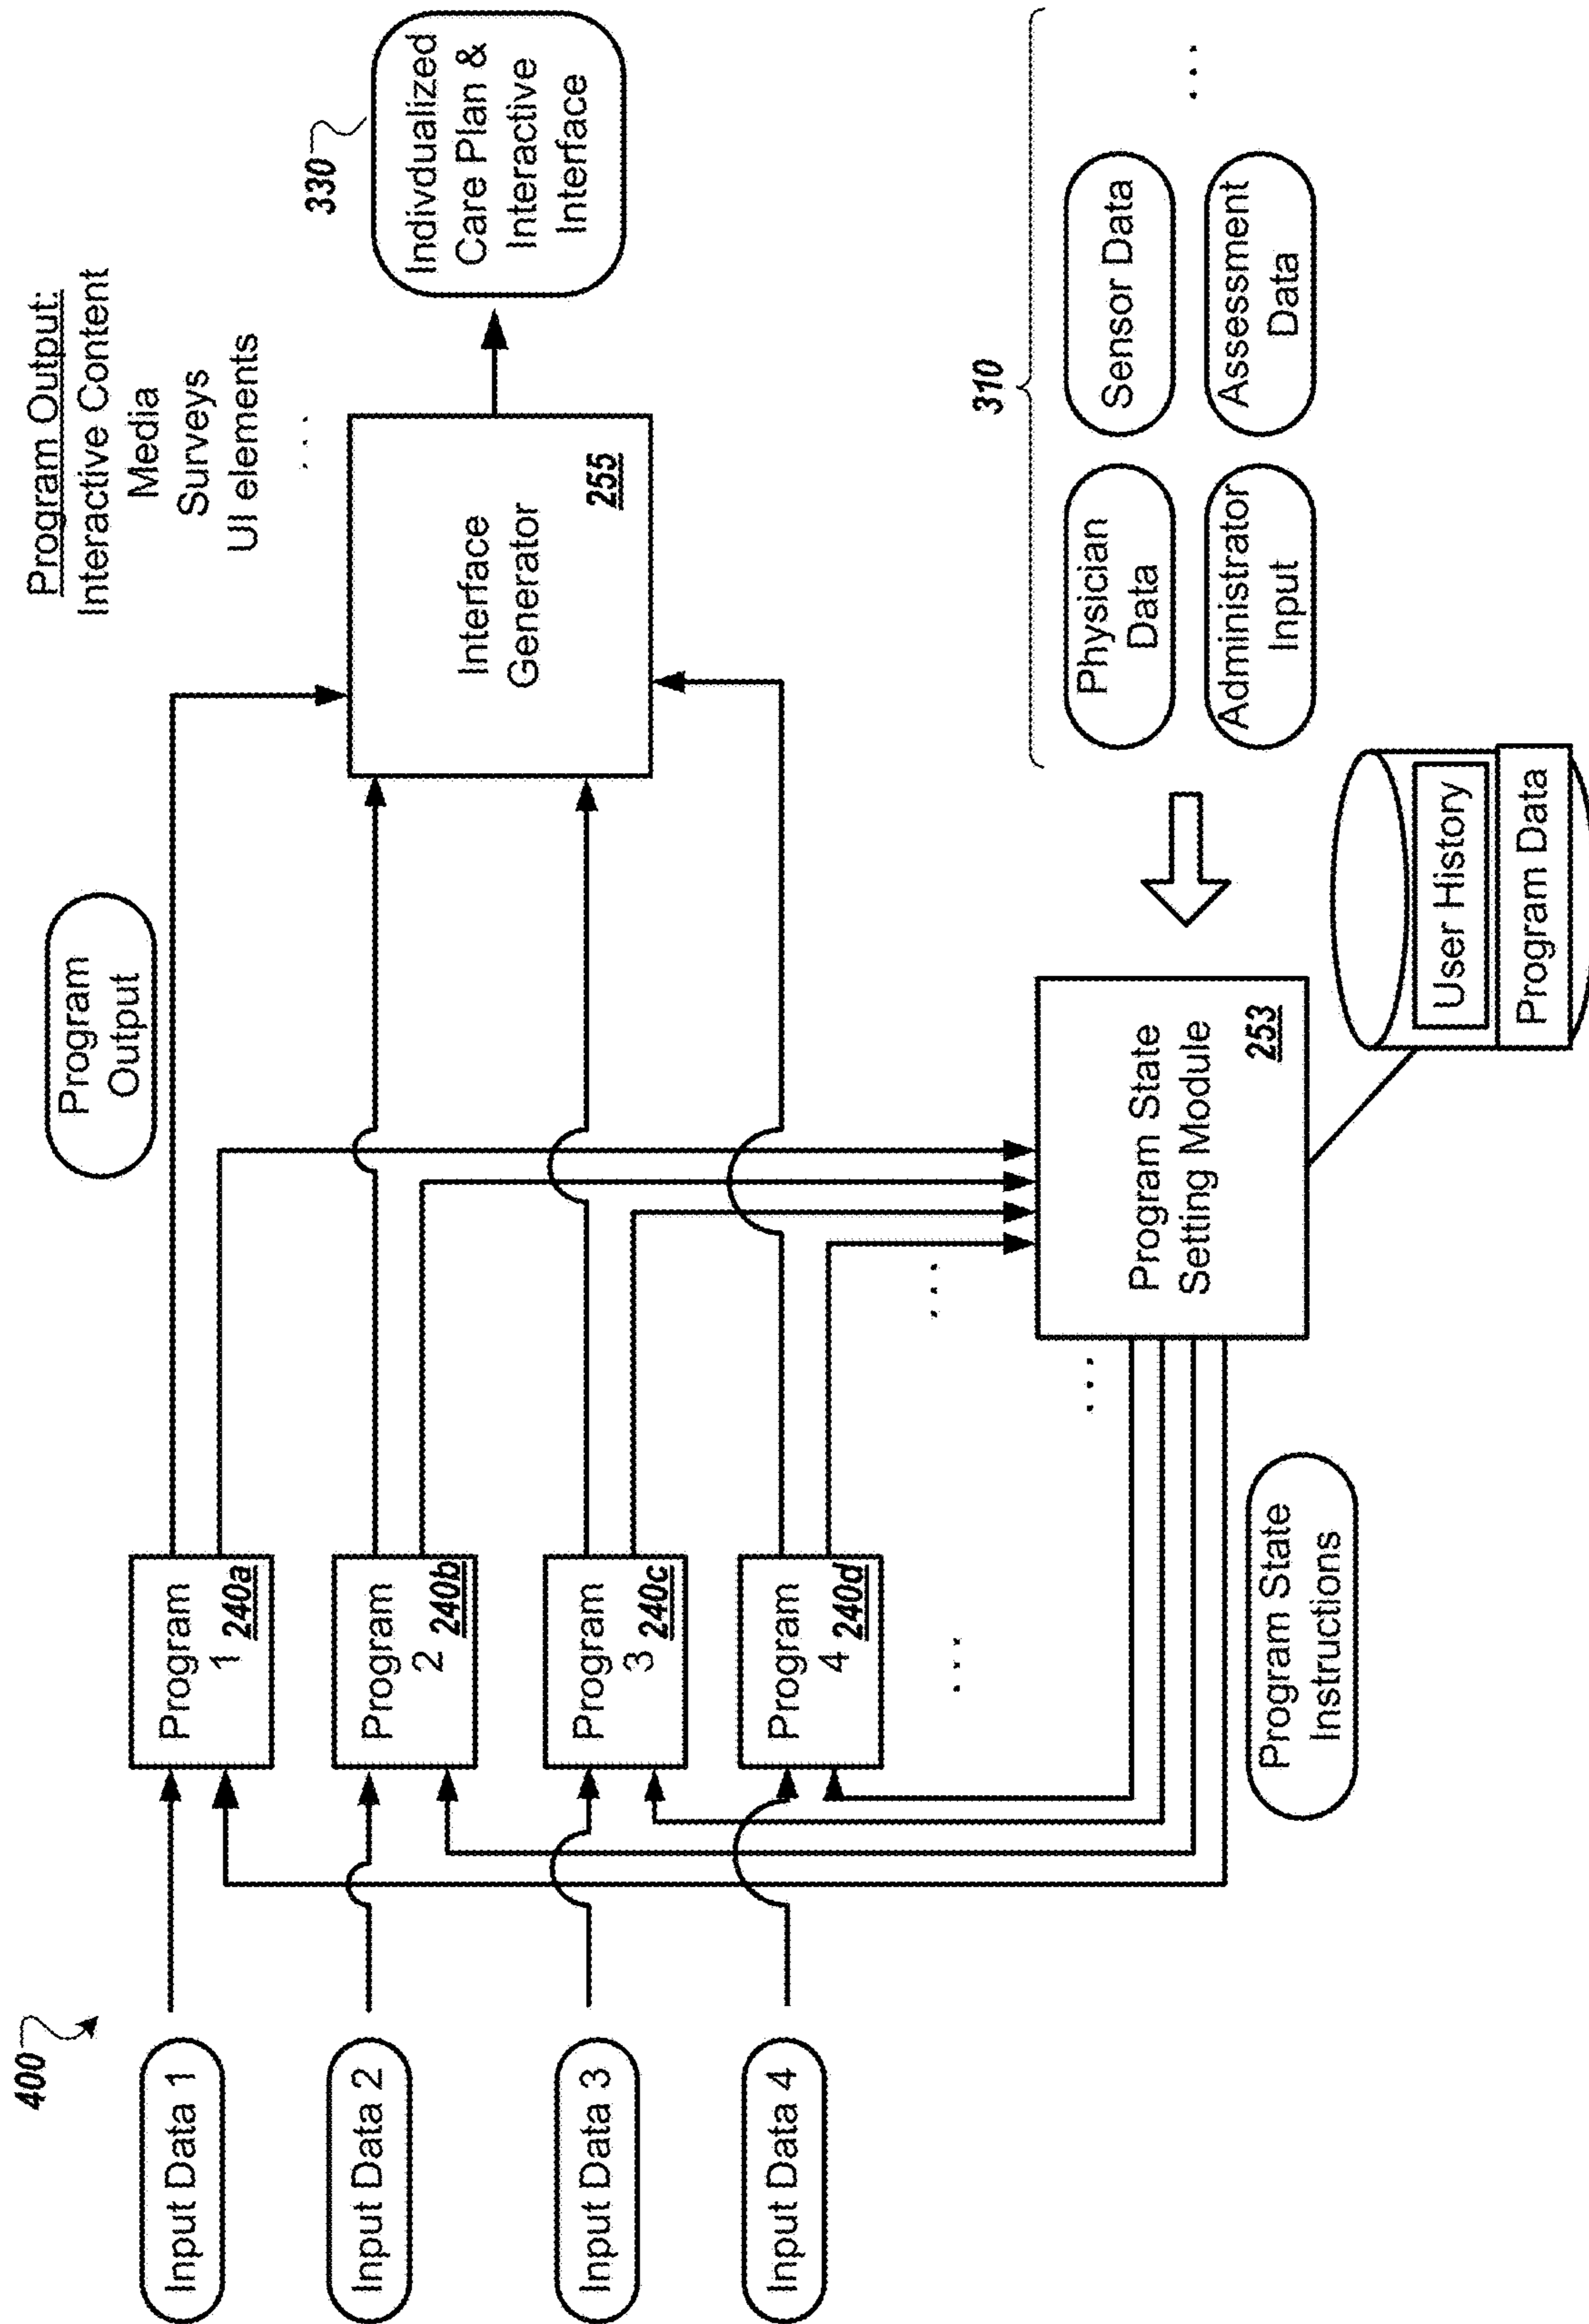 400
Input Data 1
Input Data 2
Input Data 3
Input Data 4
Program
1
240a
Program
2
240b
Program
3
240c
Program
4
240d
. . .
Program State
Instructions
Program
Output
. . .
. . .
Program State
Setting Module
253
User History
Program Data
Interface
Generator
255
Program Output:
Interactive Content
Media
Surveys
UI elements
. . .
330
Indivdualized
Care Plan &
Interactive
Interface
310
Physician
Data
Sensor Data
Administrator
Input
Assessment
Data
. . .